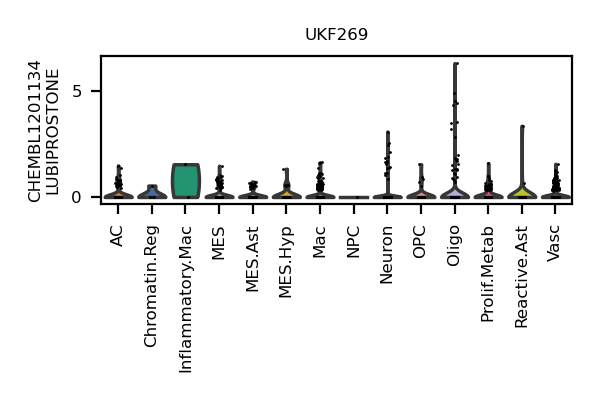 UKF269
CHEMBL1201134
LUBIPROSTONE
5
0
AC
Chromatin.Reg
Inflammatory.Mac
MES
MES.Ast
MES.Hyp
Mac
NPC
Neuron
OPC
Oligo
Prolif.Metab
Reactive.Ast
Vasc